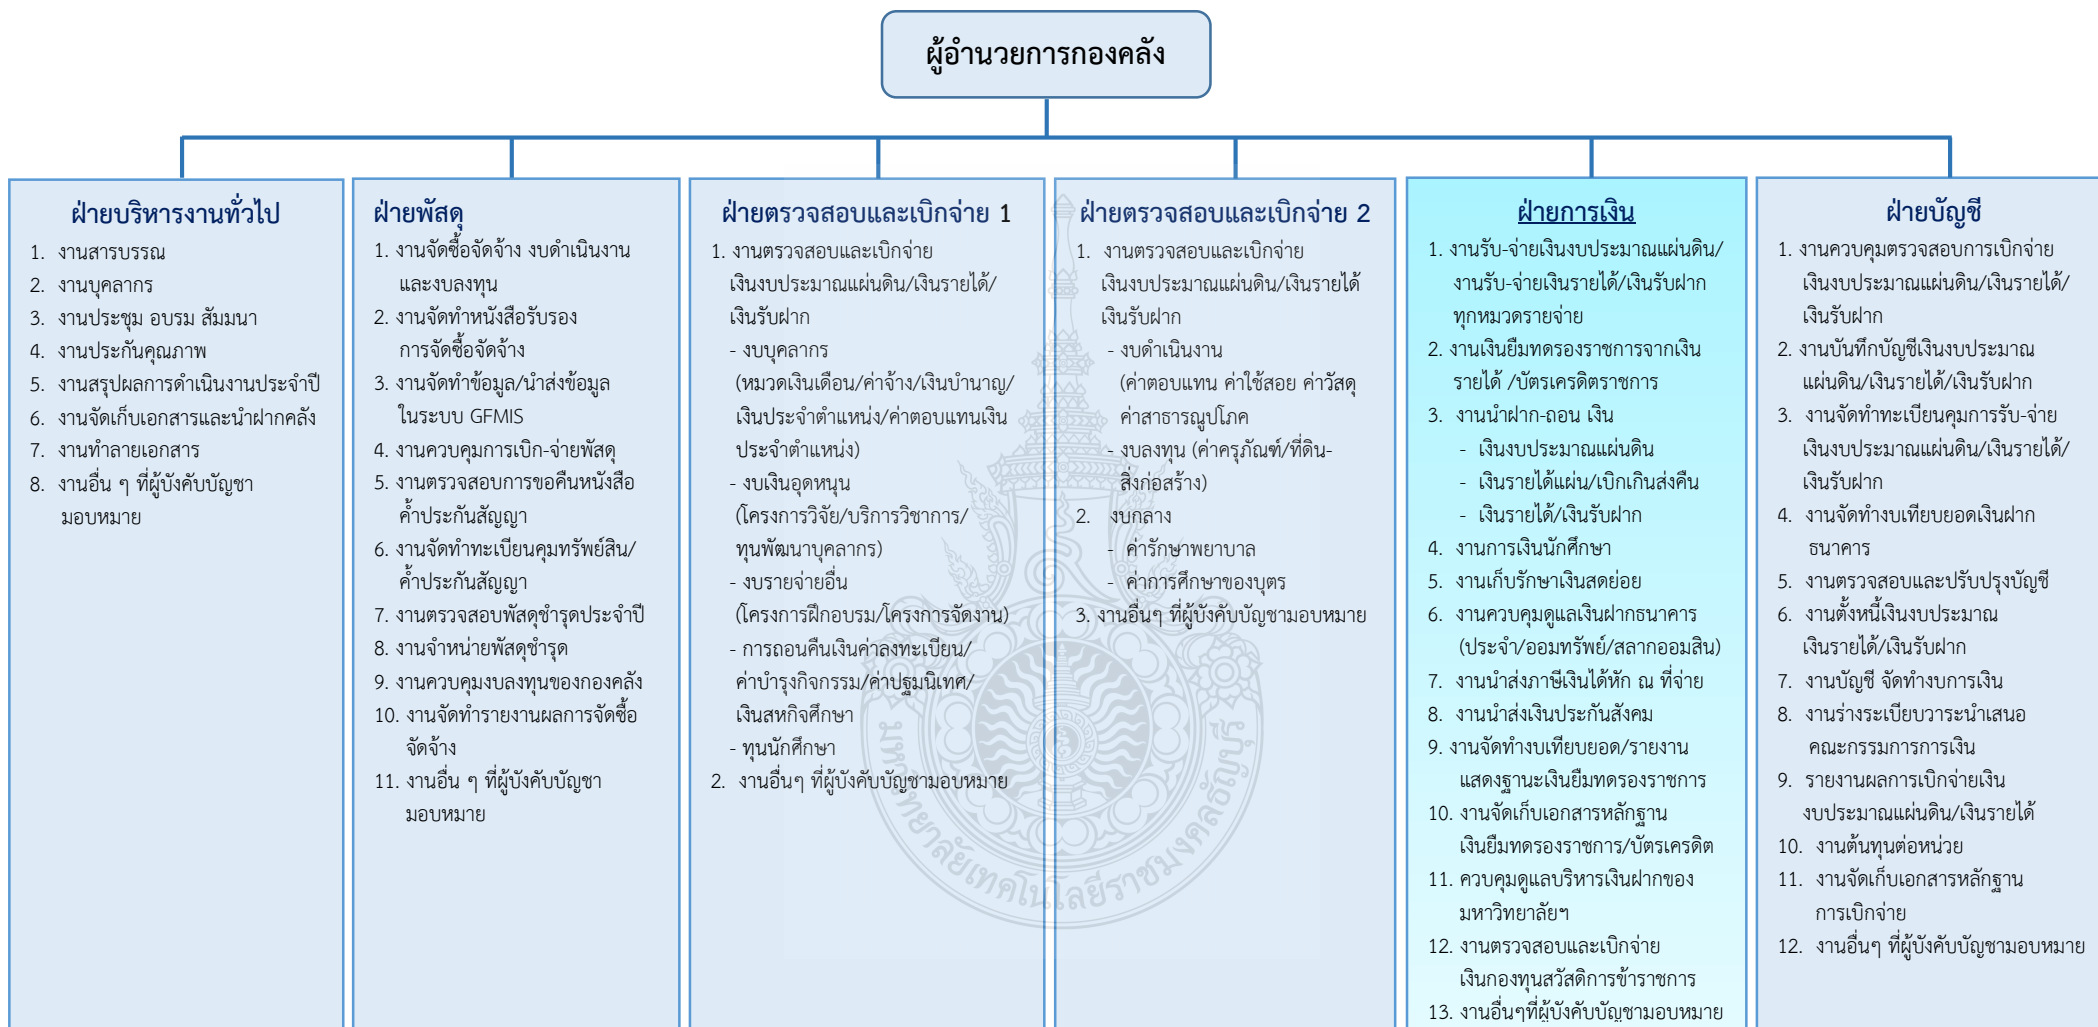 ผู้อำนวยการกองคลัง
ฝ่ายบริหารงานทั่วไป
1. งานสารบรรณ
2. งานบุคลากร
3. งานประชุม อบรม สัมมนา
4. งานประกันคุณภาพ
5. งานสรุปผลการดำเนินงานประจำปี
6. งานจัดเก็บเอกสารและนำฝากคลัง
7. งานทำลายเอกสาร
8. งานอื่น ๆ ที่ผู้บังคับบัญชา
มอบหมาย
ฝ่ายพัสดุ
1. งานจัดซื้อจัดจ้าง งบดำเนินงาน
และงบลงทุน
2. งานจัดทำหนังสือรับรอง
การจัดซื้อจัดจ้าง
3. งานจัดทำข้อมูล/นำส่งข้อมูล
ในระบบ GFMIS
4. งานควบคุมการเบิก-จ่ายพัสดุ
5. งานตรวจสอบการขอคืนหนังสือ
ค้ำประกันสัญญา
6. งานจัดทำทะเบียนคุมทรัพย์สิน/
ค้ำประกันสัญญา
7. งานตรวจสอบพัสดุชำรุดประจำปี
8. งานจำหน่ายพัสดุชำรุด
9. งานควบคุมงบลงทุนของกองคลัง
10. งานจัดทำรายงานผลการจัดซื้อ
จัดจ้าง
11. งานอื่น ๆ ที่ผู้บังคับบัญชา
มอบหมาย
ฝ่ายตรวจสอบและเบิกจ่าย 1
1. งานตรวจสอบและเบิกจ่าย
เงินงบประมาณแผ่นดิน/เงินรายได้/
เงินรับฝาก
- งบบุคลากร
(หมวดเงินเดือน/ค่าจ้าง/เงินบำนาญ/
เงินประจำตำแหน่ง/ค่าตอบแทนเงิน
ประจำตำแหน่ง)
- งบเงินอุดหนุน
(โครงการวิจัย/บริการวิชาการ/
ทุนพัฒนาบุคลากร)
- งบรายจ่ายอื่น
(โครงการฝึกอบรม/โครงการจัดงาน)
- การถอนคืนเงินค่าลงทะเบียน/
ค่าบำรุงกิจกรรม/ค่าปฐมนิเทศ/
เงินสหกิจศึกษา
- ทุนนักศึกษา
2. งานอื่นๆ ที่ผู้บังคับบัญชามอบหมาย
ฝ่ายตรวจสอบและเบิกจ่าย 2
1. งานตรวจสอบและเบิกจ่าย
เงินงบประมาณแผ่นดิน/เงินรายได้
เงินรับฝาก
- งบดำเนินงาน
(ค่าตอบแทน ค่าใช้สอย ค่าวัสดุ
ค่าสาธารณูปโภค
- งบลงทุน (ค่าครุภัณฑ์/ที่ดิน-
สิ่งก่อสร้าง)
2. งบกลาง
- ค่ารักษาพยาบาล
- ค่าการศึกษาของบุตร
3. งานอื่นๆ ที่ผู้บังคับบัญชามอบหมาย
ฝ่ายการเงิน
1. งานรับ-จ่ายเงินงบประมาณแผ่นดิน/
งานรับ-จ่ายเงินรายได้/เงินรับฝาก
ทุกหมวดรายจ่าย
2. งานเงินยืมทดรองราชการจากเงิน
รายได้ /บัตรเครดิตราชการ
3. งานนำฝาก-ถอน เงิน
- เงินงบประมาณแผ่นดิน
- เงินรายได้แผ่น/เบิกเกินส่งคืน
- เงินรายได้/เงินรับฝาก
4. งานการเงินนักศึกษา
5. งานเก็บรักษาเงินสดย่อย
6. งานควบคุมดูแลเงินฝากธนาคาร
(ประจำ/ออมทรัพย์/สลากออมสิน)
7. งานนำส่งภาษีเงินได้หัก ณ ที่จ่าย
8. งานนำส่งเงินประกันสังคม
9. งานจัดทำงบเทียบยอด/รายงาน
แสดงฐานะเงินยืมทดรองราชการ
10. งานจัดเก็บเอกสารหลักฐาน
เงินยืมทดรองราชการ/บัตรเครดิต
11. ควบคุมดูแลบริหารเงินฝากของ
มหาวิทยาลัยฯ
12. งานตรวจสอบและเบิกจ่าย
เงินกองทุนสวัสดิการข้าราชการ
13. งานอื่นๆที่ผู้บังคับบัญชามอบหมาย
ฝ่ายบัญชี
1. งานควบคุมตรวจสอบการเบิกจ่าย
เงินงบประมาณแผ่นดิน/เงินรายได้/
เงินรับฝาก
2. งานบันทึกบัญชีเงินงบประมาณ
แผ่นดิน/เงินรายได้/เงินรับฝาก
3. งานจัดทำทะเบียนคุมการรับ-จ่าย
เงินงบประมาณแผ่นดิน/เงินรายได้/
เงินรับฝาก
4. งานจัดทำงบเทียบยอดเงินฝาก
ธนาคาร
5. งานตรวจสอบและปรับปรุงบัญชี
6. งานตั้งหนี้เงินงบประมาณ
เงินรายได้/เงินรับฝาก
7. งานบัญชี จัดทำงบการเงิน
8. งานร่างระเบียบวาระนำเสนอ
คณะกรรมการการเงิน
9. รายงานผลการเบิกจ่ายเงิน
งบประมาณแผ่นดิน/เงินรายได้
10. งานต้นทุนต่อหน่วย
11. งานจัดเก็บเอกสารหลักฐาน
การเบิกจ่าย
12. งานอื่นๆ ที่ผู้บังคับบัญชามอบหมาย
มหาวิทยาลัยเทคโนโลยีราชมงคลธัญบุรี